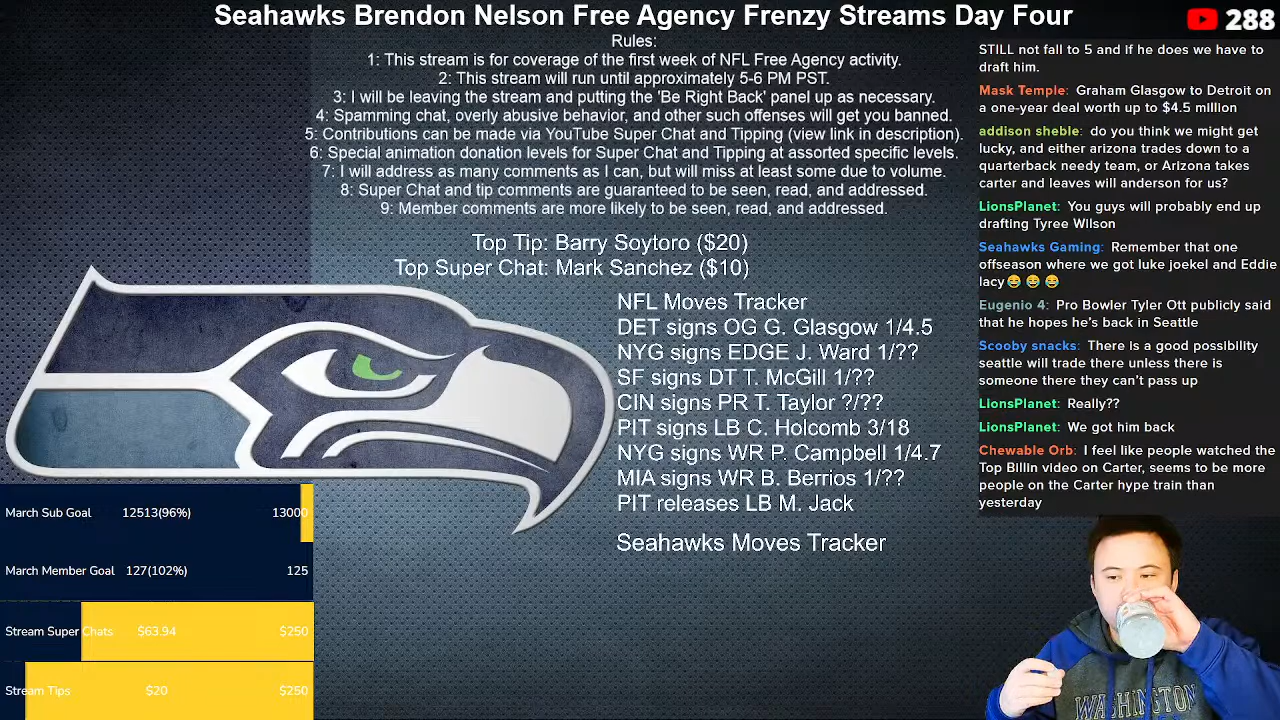 Seahawks Brendon Nelson Free Agency Frenzy Streams Day Four
288
Rules:
1: This stream is for coverage of the first week of NFL Free Agency activity.
2: This stream will run until approximately 5-6 PM PST.
3: I will be leaving the stream and putting the 'Be Right Back' panel up as necessary.
4: Spamming chat, overly abusive behavior, and other such offenses will get you banned.
5: Contributions can be made via YouTube Super Chat and Tipping (view link in description).
6: Special animation donation levels for Super Chat and Tipping at assorted specific levels.
7: I will address as many comments as I can, but will miss at least some due to volume.
8: Super Chat and tip comments are guaranteed to be seen, read, and addressed.
9: Member comments are more likely to be seen, read, and addressed.
Top Tip: Barry Soytoro ($20)
Top Super Chat: Mark Sanchez ($10)
NFL Moves Tracker
DET signs OG G. Glasgow 1/4.5
NYG signs EDGE J. Ward 1/??
SF signs DT T. McGill 1/??
CIN signs PR T. Taylor ?/??
PIT signs LB C. Holcomb 3/18
NYG signs WR P. Campbell 1/4.7
MIA signs WR B. Berrios 1/??
PIT releases LB M. Jack
Seahawks Moves Tracker
March Sub Goal 12513(96%) 13000
March Member Goal 127(102%) 125
Stream Super Chats $63.94 $250
Stream Tips $20 $250
STILL not fall to 5 and if he does we have to
draft him.
Mask Temple: Graham Glasgow to Detroit on
a one-year deal worth up to $4.5 million
addison sheble: do you think we might get
lucky, and either arizona trades down to a
quarterback needy team, or Arizona takes
carter and leaves will anderson for us?
LionsPlanet: You guys will probably end up
drafting Tyree Wilson
Seahawks Gaming: Remember that one
offseason where we got luke joekel and Eddie
lacy😂 😂 😂
Eugenio 4: Pro Bowler Tyler Ott publicly said
that he hopes he's back in Seattle
Scooby snacks: There is a good possibility
seattle will trade there unless there is
someone there they can't pass up
LionsPlanet: Really??
LionsPlanet: We got him back
Chewable Orb: I feel like people watched the
Top Billin video on Carter, seems to be more
people on the Carter hype train than
yesterday
WASHINGTON